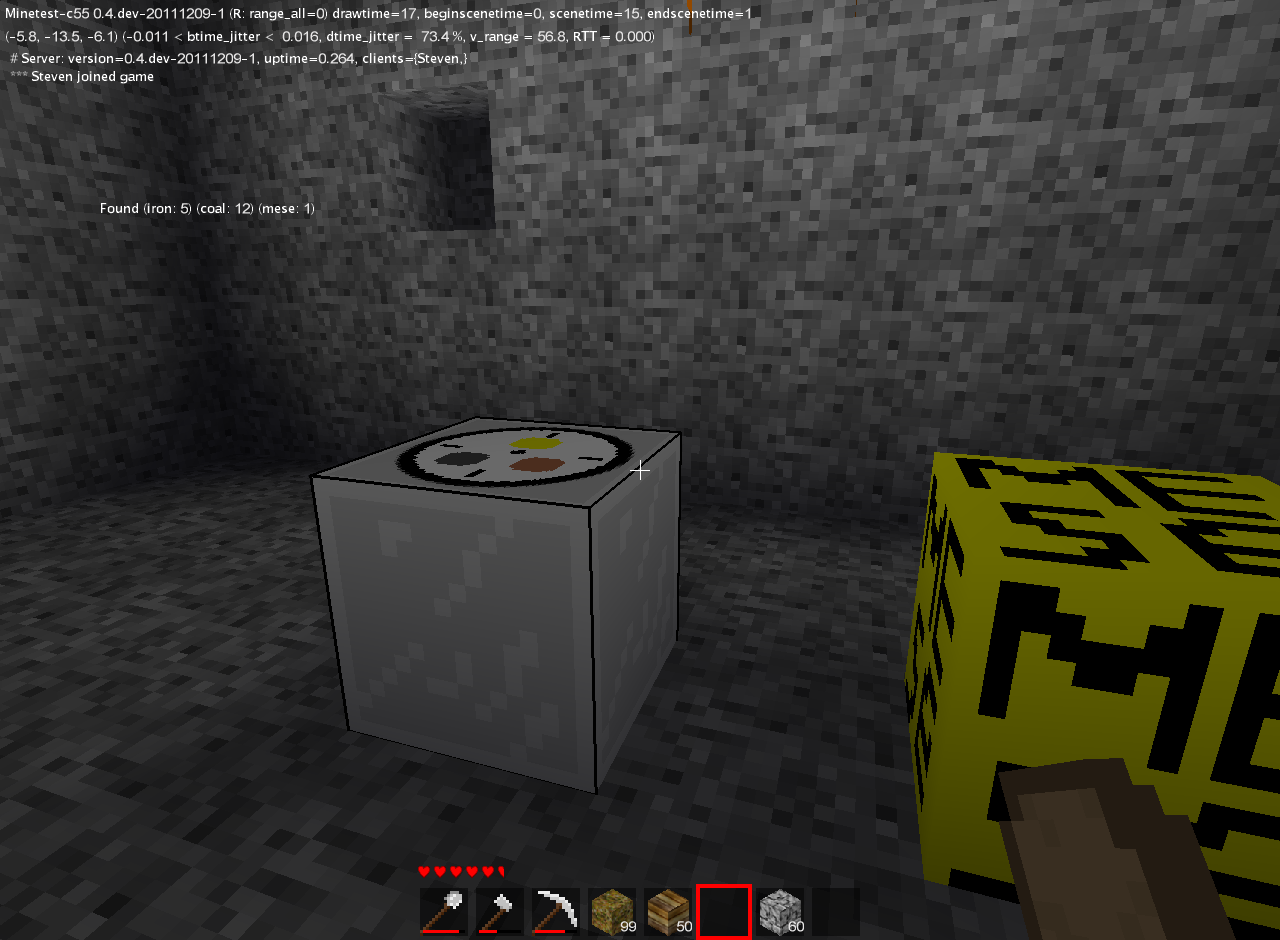 Minetest-c55 0.4.dev-20111209-1 (R: range_all=0) drawtime=17, beginscenetime=0, scenetime=15, endscenetime=1
(-5.8, -13.5, -6.1) (-0.011 < btime_jitter < 0.016, dtime_jitter = 73.4 %, v_range = 56.8, RTT = 0.000)
# Server: version=0.4.dev-20111209-1, uptime=0.264, clients={Steven,}
*** Steven joined game
Found (iron: 5) (coal: 12) (mese: 1)
ME
SE
ME
99
50
60